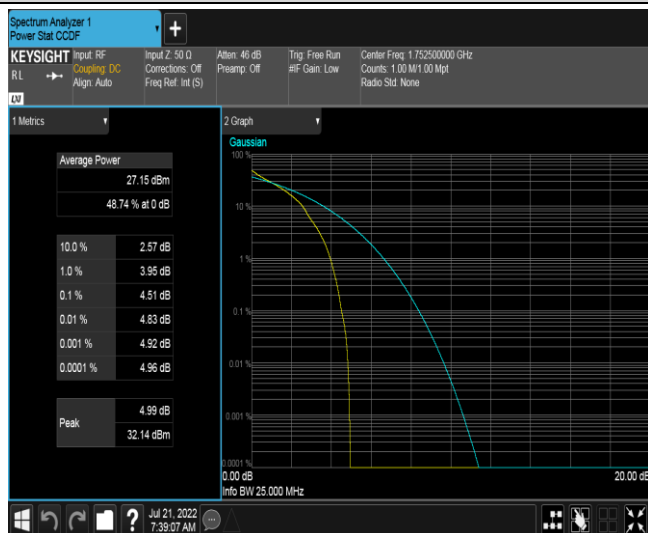 Spectrum Analyzer 1
Power Stat CCDF
+
KEYSIGHT
RL
LXI
Input: RF
Coupling: DC
Align: Auto
Input Z: 50 Ω
Corrections: Off
Freq Ref: Int (S)
Atten: 46 dB
Preamp: Off
Trig: Free Run
#IF Gain: Low
Center Freq: 1.752500000 GHz
Counts: 1.00 M/1.00 Mpt
Radio Std: None
1 Metrics
Average Power
27.15 dBm
48.74 % at 0 dB
10.0 % 2.57 dB
1.0 % 3.95 dB
0.1 % 4.51 dB
0.01 % 4.83 dB
0.001 % 4.92 dB
0.0001 % 4.96 dB
Peak
4.99 dB
32.14 dBm
2 Graph
Gaussian
100 %
10 %
1 %
0.1 %
0.01 %
0.001 %
0.0001 %
0.00 dB 20.00 dB
Info BW 25.000 MHz
?
Jul 21, 2022
7:39:07 AM